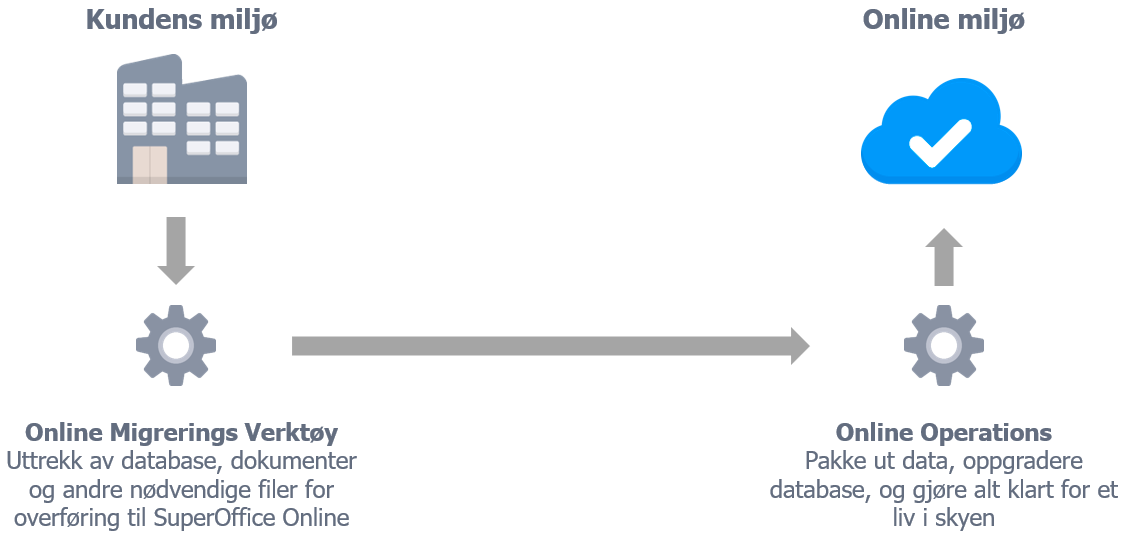 Kundens miljø
Online miljø
Online Migrerings Verktøy
Uttrekk av database, dokumenter
og andre nødvendige filer for
overføring til SuperOffice Online
Online Operations
Pakke ut data, oppgradere
database, og gjøre alt klart for et
liv i skyen